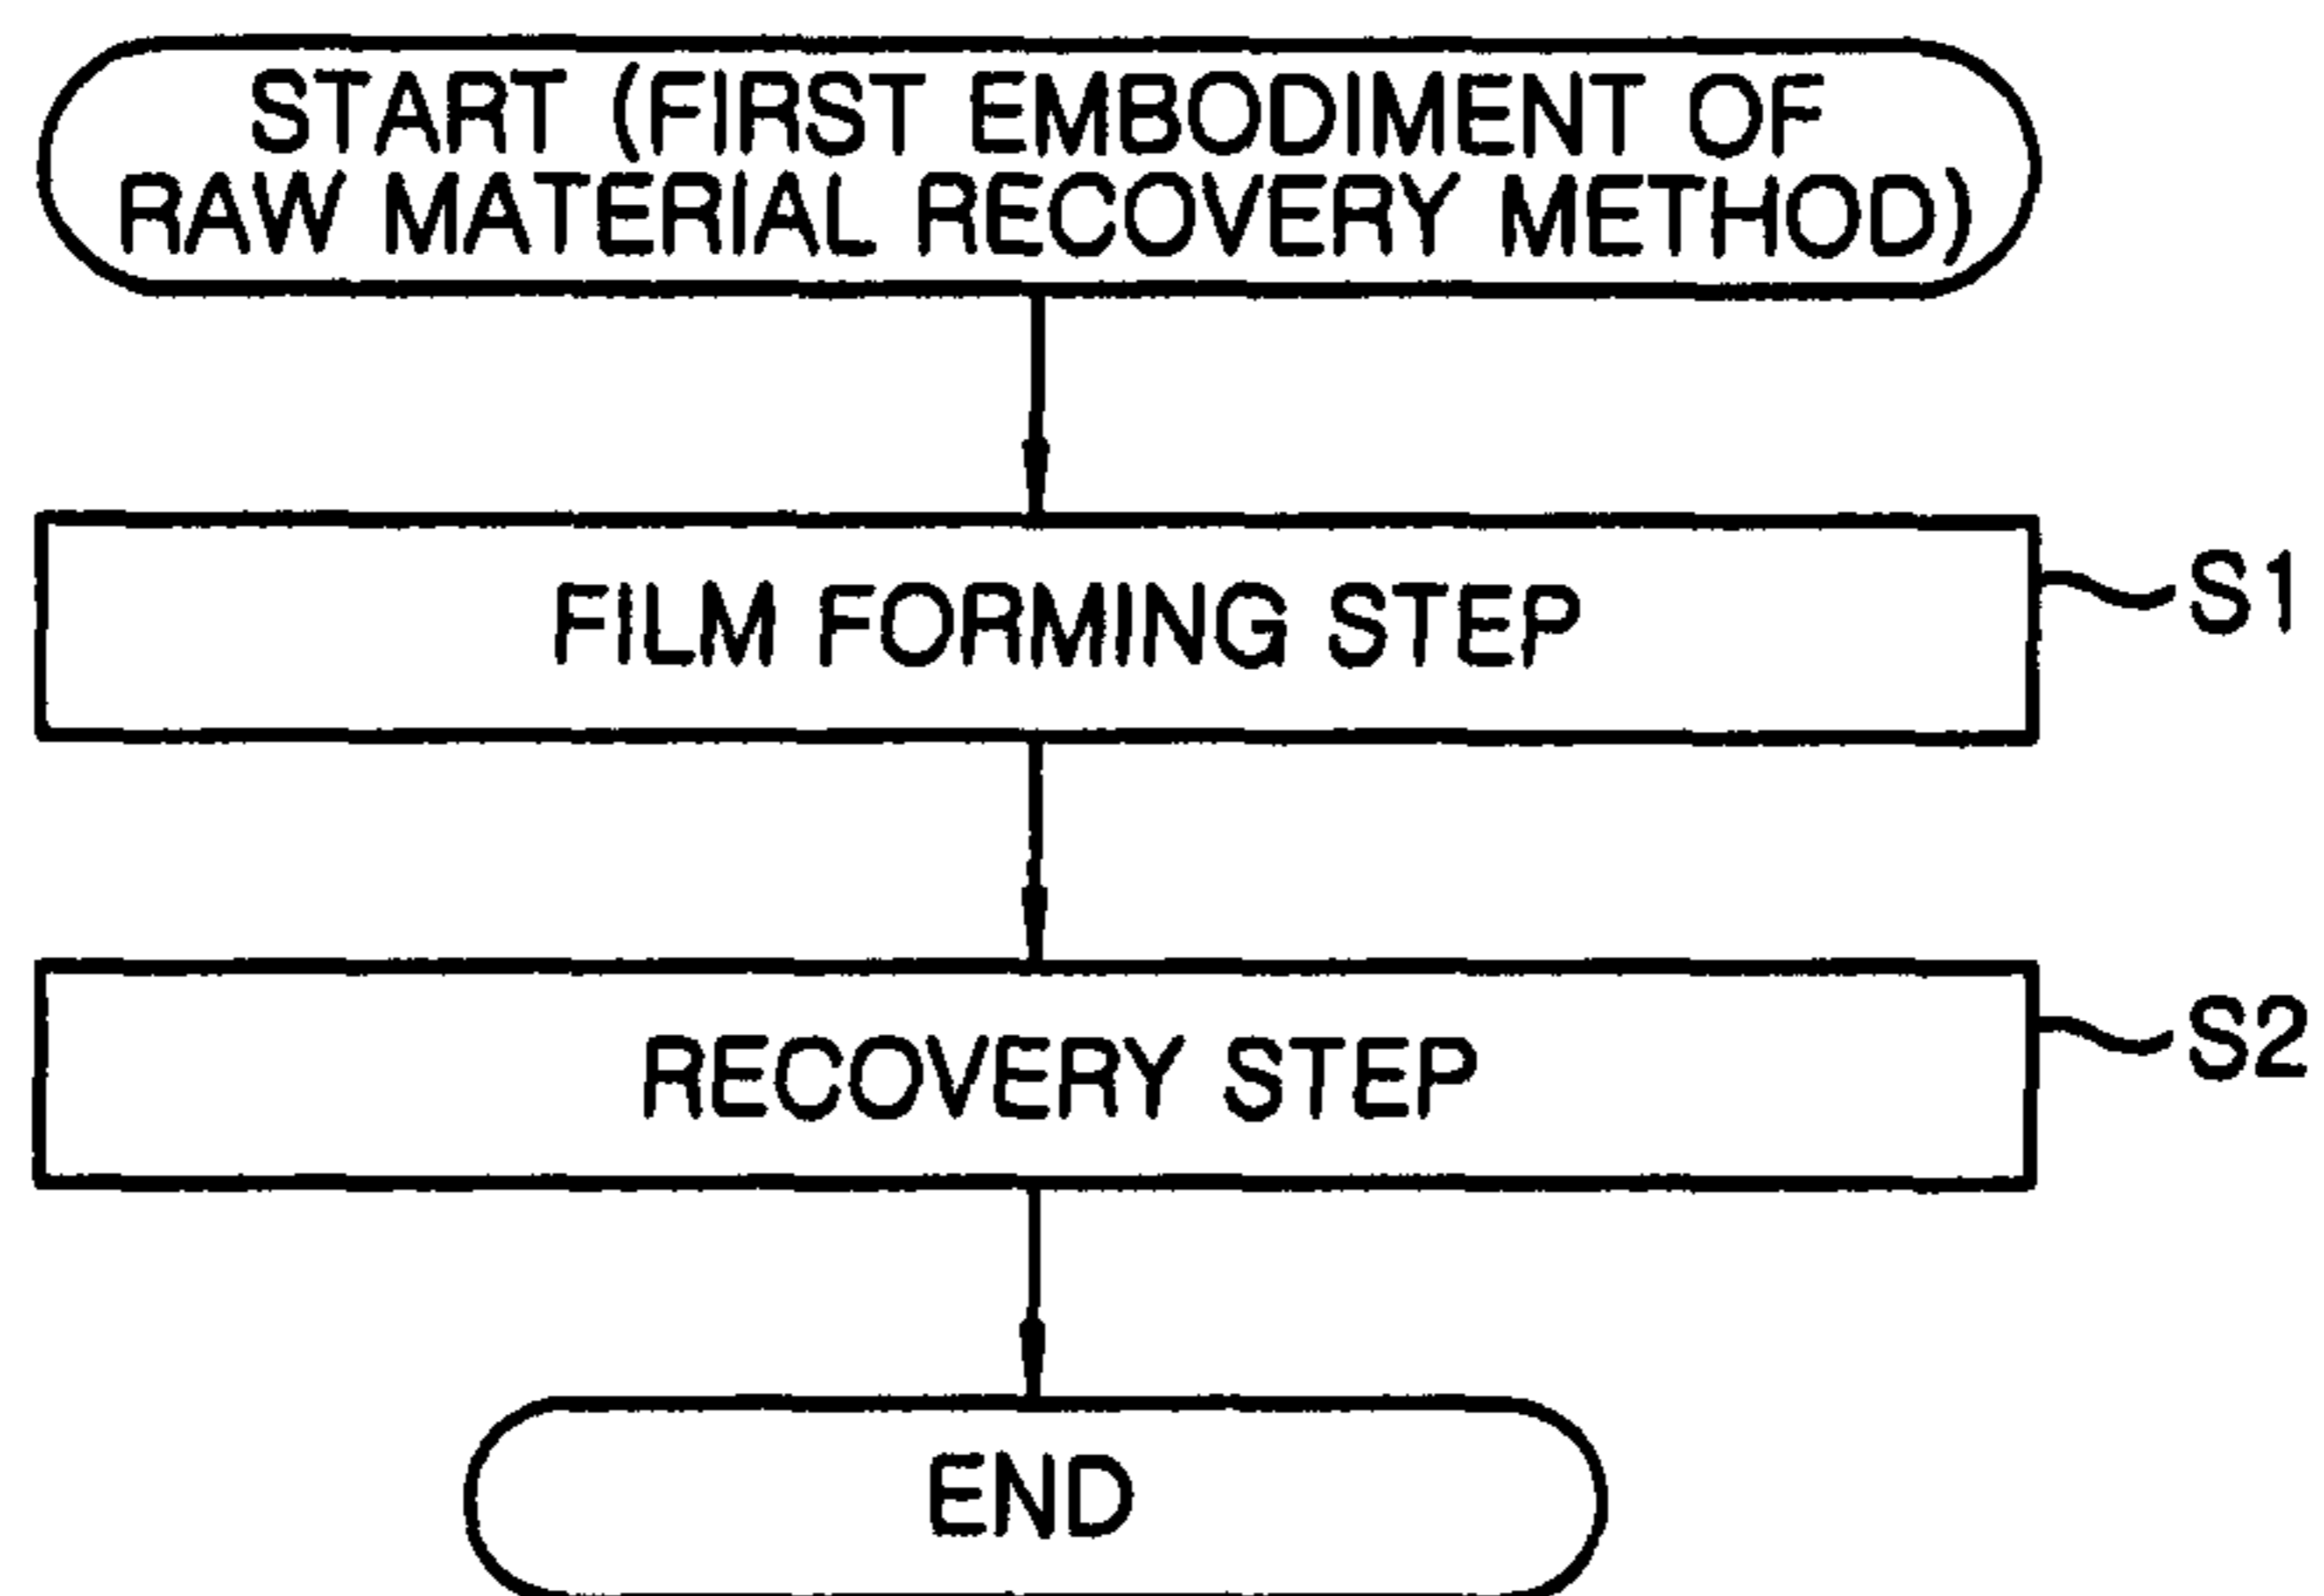 START (FIRST EMBODIMENT OF
RAW MATERIAL RECOVERY METHOD)
FILM FORMING STEP
S1
RECOVERY STEP
S2
END